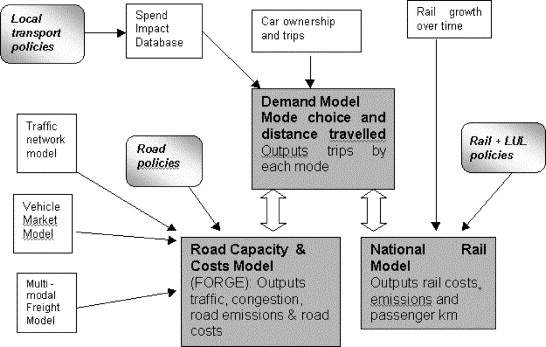 Local transport
policies
Spend
Impact
Database
Car ownership
and trips
Rail growth
over time
Demand Model
Mode choice and
distance travelled
Outputs trips by
each mode
Traffic
network
model
Road
policies
Rail + LUL
policies
Vehicle
Market
Model
Multi-
modal
Freight
Model
Road Capacity &
Costs Model
(FORGE): Outputs
traffic, congestion,
road emissions & road
costs
National Rail
Model
Outputs rail costs,
emissions and
passenger km